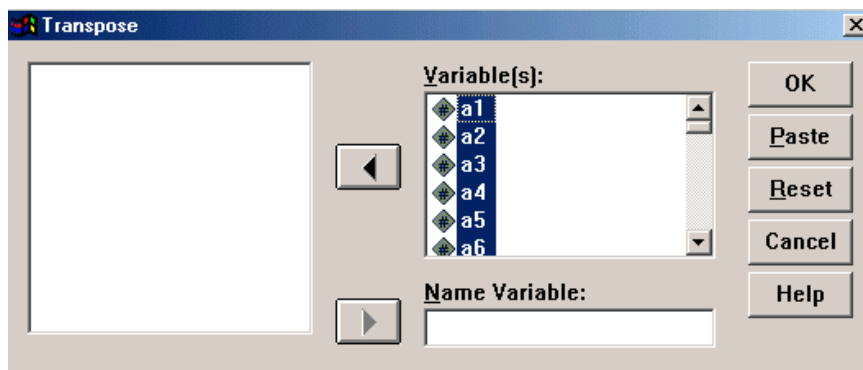 Transpose
Variable(s):
a1
a2
a3
a4
a5
a6
Name Variable:
OK
Paste
Reset
Cancel
Help